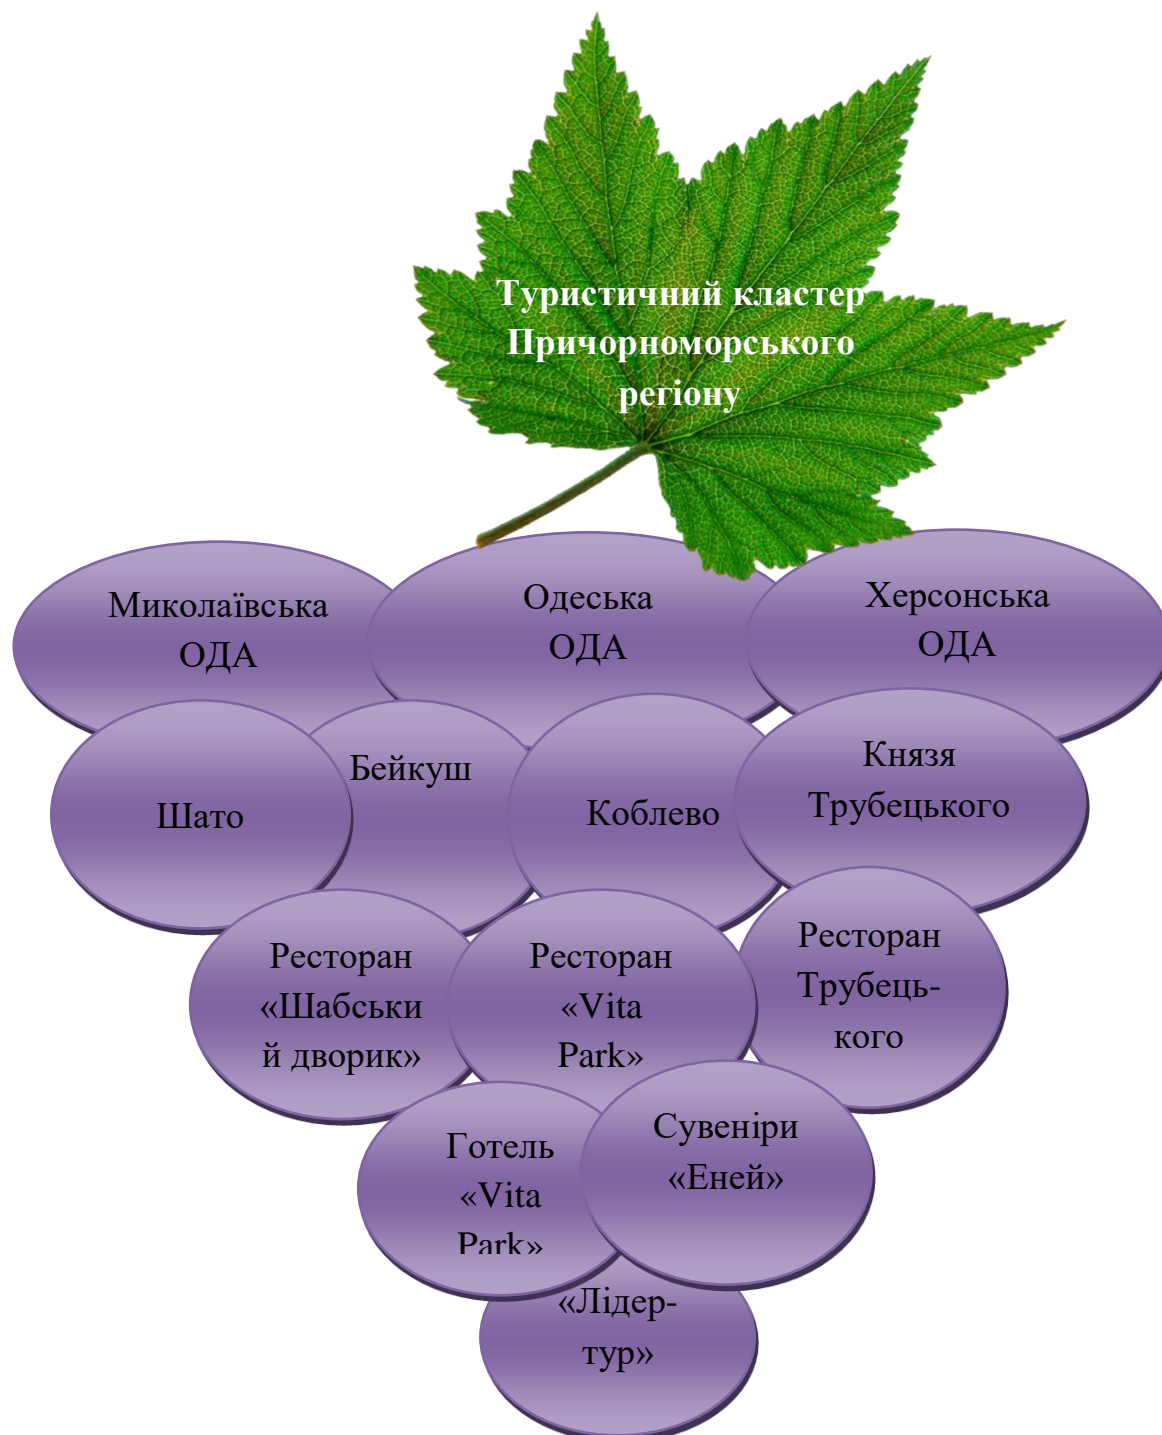 Туристичний кластер
Причорноморського
регіону
Миколаївська
ОДА
Одеська
ОДА
Херсонська
ОДА
Шато
Бейкуш
Коблево
Князя
Трубецького
Ресторан
«Шабськи
й дворик»
Ресторан
«Vita
Park»
Ресторан
Трубець-
кого
Готель
«Vita
Park»
Сувеніри
«Еней»
«Лідер-
тур»